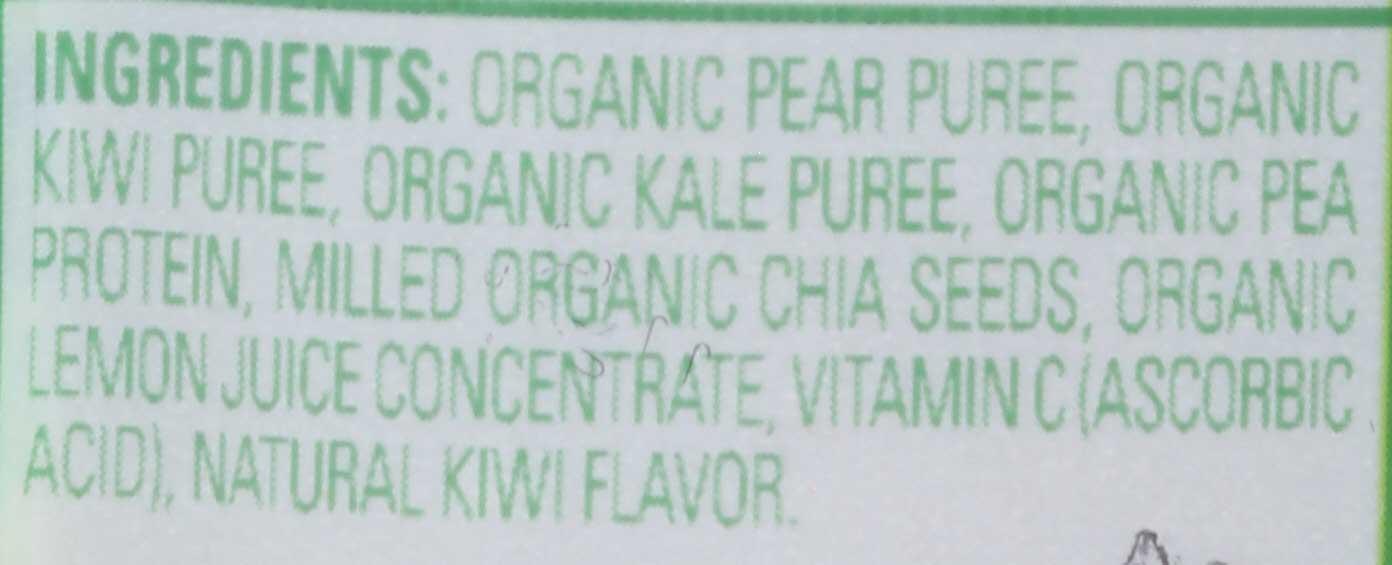 INGREDIENTS: ORGANIC PEAR PUREE, ORGANIC
KIWI PUREE, ORGANIC KALE PUREE, ORGANIC PEA
PROTEIN, MILLED ORGANIC CHIA SEEDS, ORGANIC
LEMON JUICE CONCENTRATE, VITAMIN C (ASCORBIC
ACID), NATURAL KIWI FLAVOR.